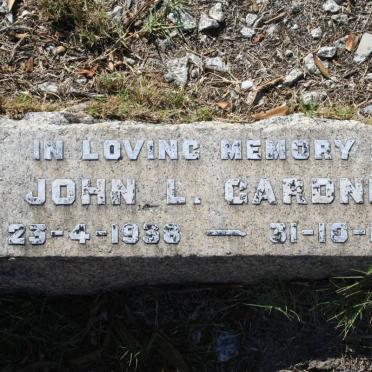 IN LOVING MEMORY
JOHN L. GARDN
23-4-1938 — 31-10-